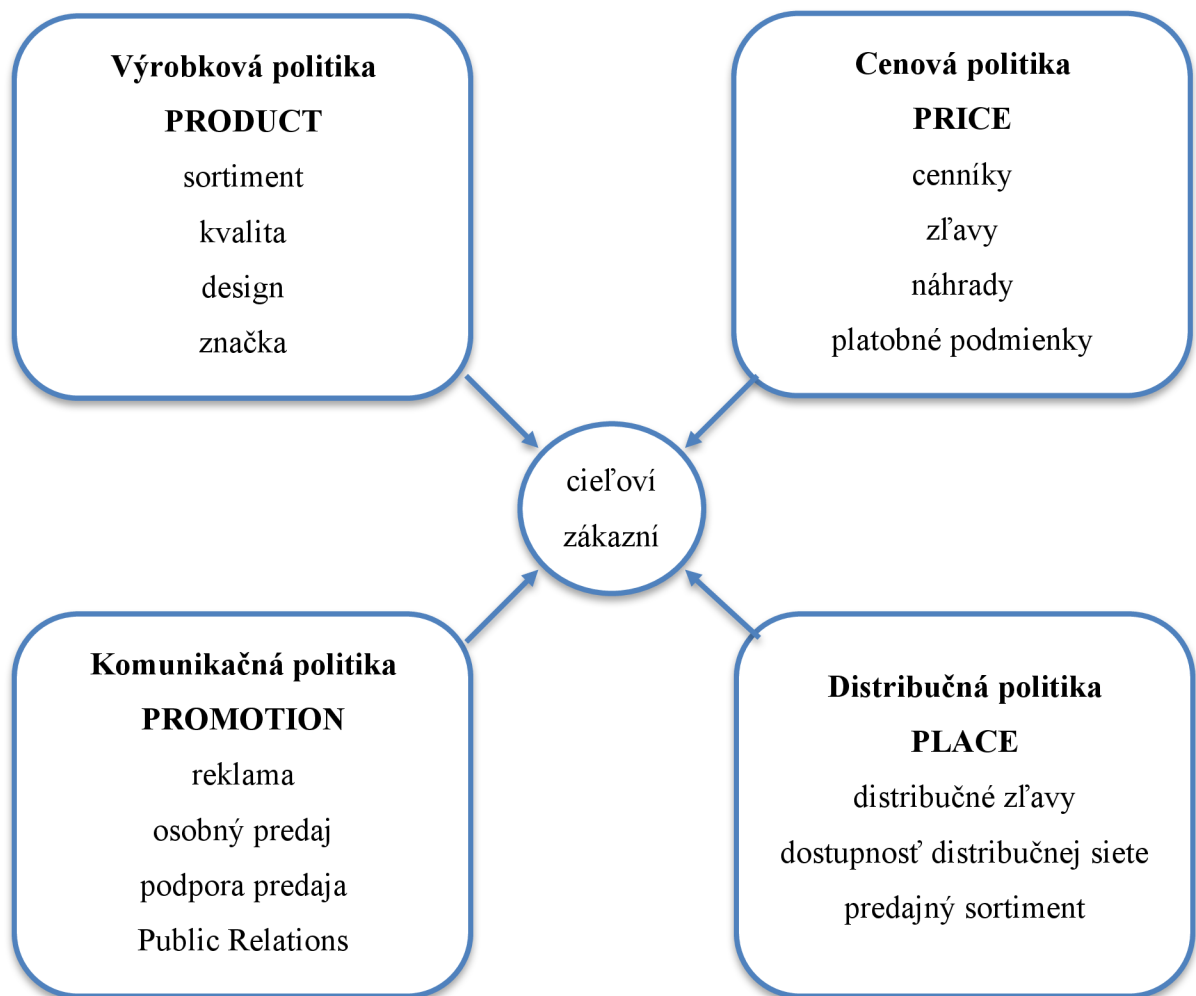 Výrobková politika
PRODUCT
sortiment
kvalita
design
značka
Cenová politika
PRICE
cenníky
zľavy
náhrady
platobné podmienky
cieľoví
zákazní
Komunikačná politika
PROMOTION
reklama
osobný predaj
podpora predaja
Public Relations
Distribučná politika
PLACE
distribučné zľavy
dostupnosť distribučnej siete
predajný sortiment